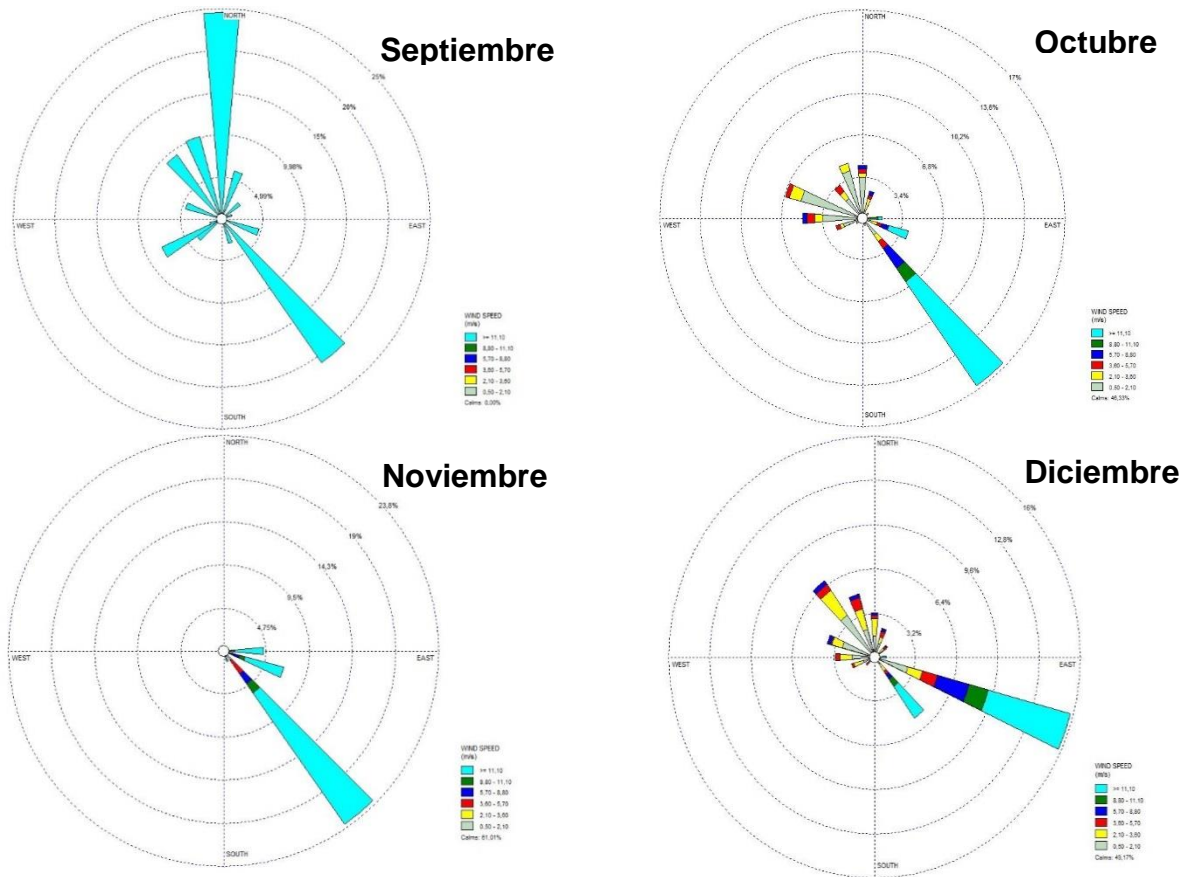 Septiembre
NORTH
25%
20%
15%
9,98%
4,99%
WEST
EAST
SOUTH
WIND SPEED
(m/s)
>= 11,10
8,80 - 11,10
5,70 - 8,80
3,60 - 5,70
2,10 - 3,60
0,50 - 2,10
Calms: 0,00%
Octubre
NORTH
17%
13,6%
10,2%
6,8%
3,4%
WEST
EAST
SOUTH
WIND SPEED
(m/s)
>= 11,10
8,80 - 11,10
5,70 - 8,80
3,60 - 5,70
2,10 - 3,60
0,50 - 2,10
Calms: 46,33%
Noviembre
NORTH
23,8%
19%
14,3%
9,5%
4,75%
WEST
EAST
SOUTH
WIND SPEED
(m/s)
>= 11,10
8,80 - 11,10
5,70 - 8,80
3,60 - 5,70
2,10 - 3,60
0,50 - 2,10
Calms: 61,01%
Diciembre
NORTH
16%
12,8%
9,6%
6,4%
3,2%
WEST
EAST
SOUTH
WIND SPEED
(m/s)
>= 11,10
8,80 - 11,10
5,70 - 8,80
3,60 - 5,70
2,10 - 3,60
0,50 - 2,10
Calms: